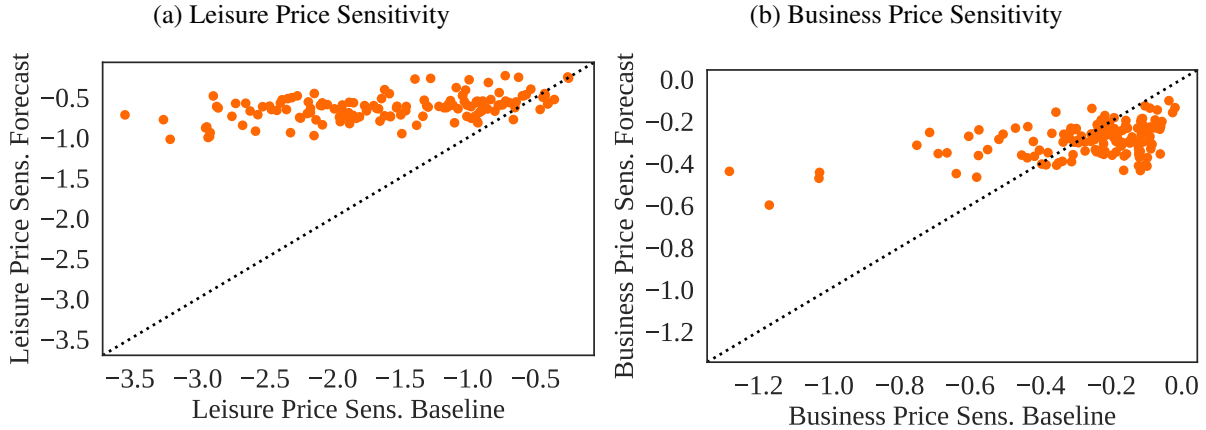 (a) Leisure Price Sensitivity
Leisure Price Sens. Forecast
−0.5
−1.0
−1.5
−2.0
−2.5
−3.0
−3.5
−3.5 −3.0 −2.5 −2.0 −1.5 −1.0 −0.5
Leisure Price Sens. Baseline
(b) Business Price Sensitivity
Business Price Sens. Forecast
0.0
−0.2
−0.4
−0.6
−0.8
−1.0
−1.2
−1.2 −1.0 −0.8 −0.6 −0.4 −0.2 0.0
Business Price Sens. Baseline